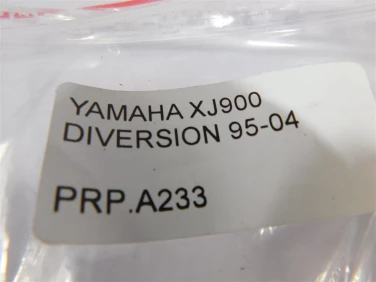 YAMAHA XJ900
DIVERSION 95-04
PRP.A233